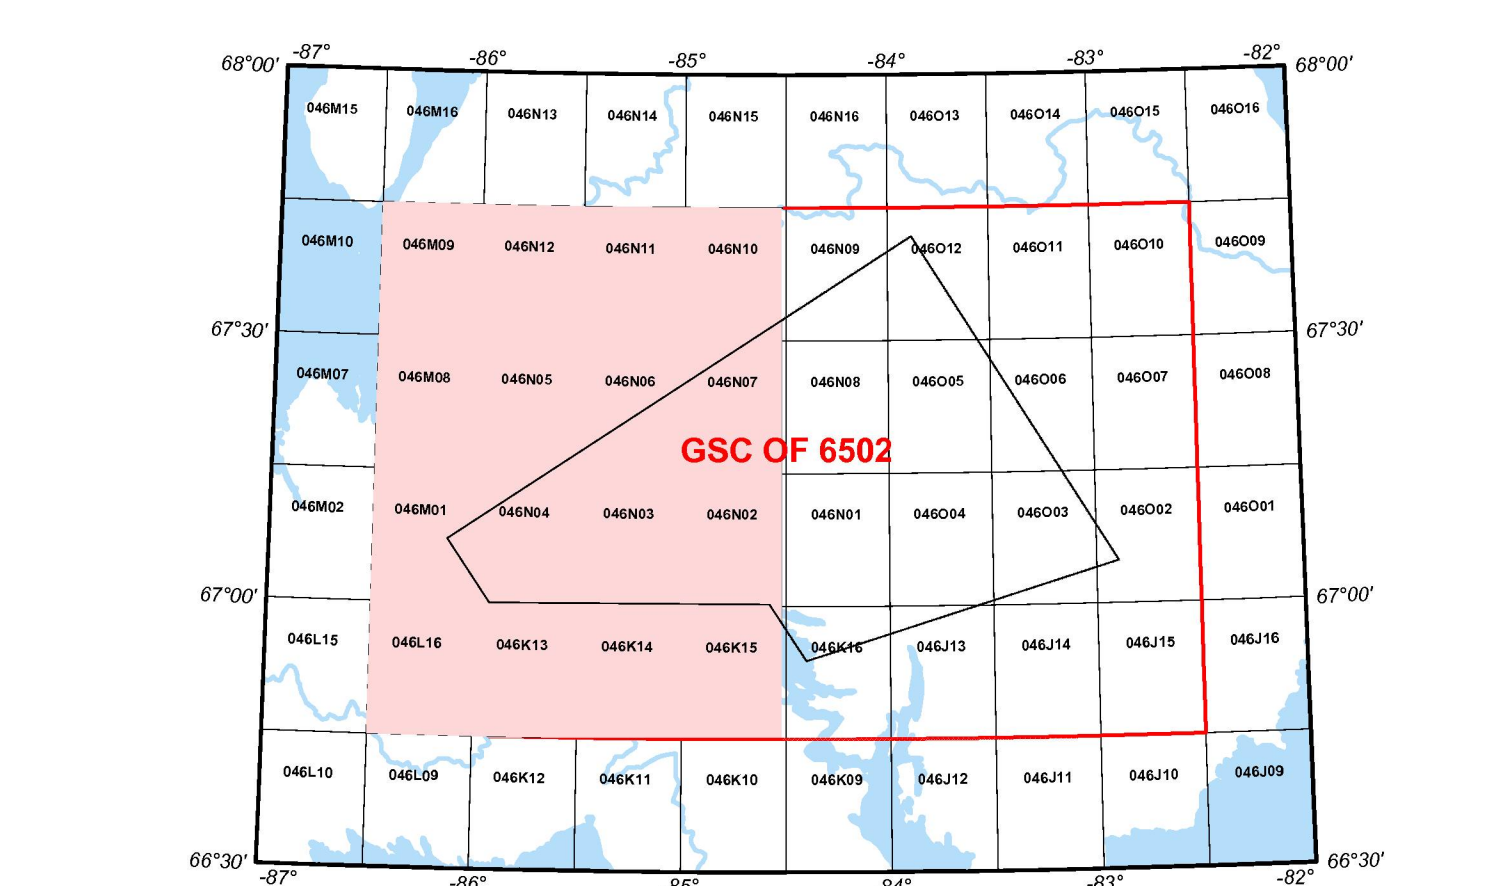 -87° -86° -85° -84° -83° -82°
68°00' 68°00'
046M15 046M16 046N13 046N14 046N15 046N16 046O13 046O14 046O15 046O16
046M10 046M09 046N12 046N11 046N10 046N09 046O12 046O11 046O10 046O09
67°30' 67°30'
046M07 046M08 046N05 046N06 046N07 046N08 046O05 046O06 046O07 046O08
GSC OF 6502
046M02 046M01 046N04 046N03 046N02 046N01 046O04 046O03 046O02 046O01
67°00' 67°00'
046L15 046L16 046K13 046K14 046K15 046K16 046J13 046J14 046J15 046J16
046L10 046L09 046K12 046K11 046K10 046K09 046J12 046J11 046J10 046J09
66°30' 66°30'
-87° -86° -85° -84° -83° -82°